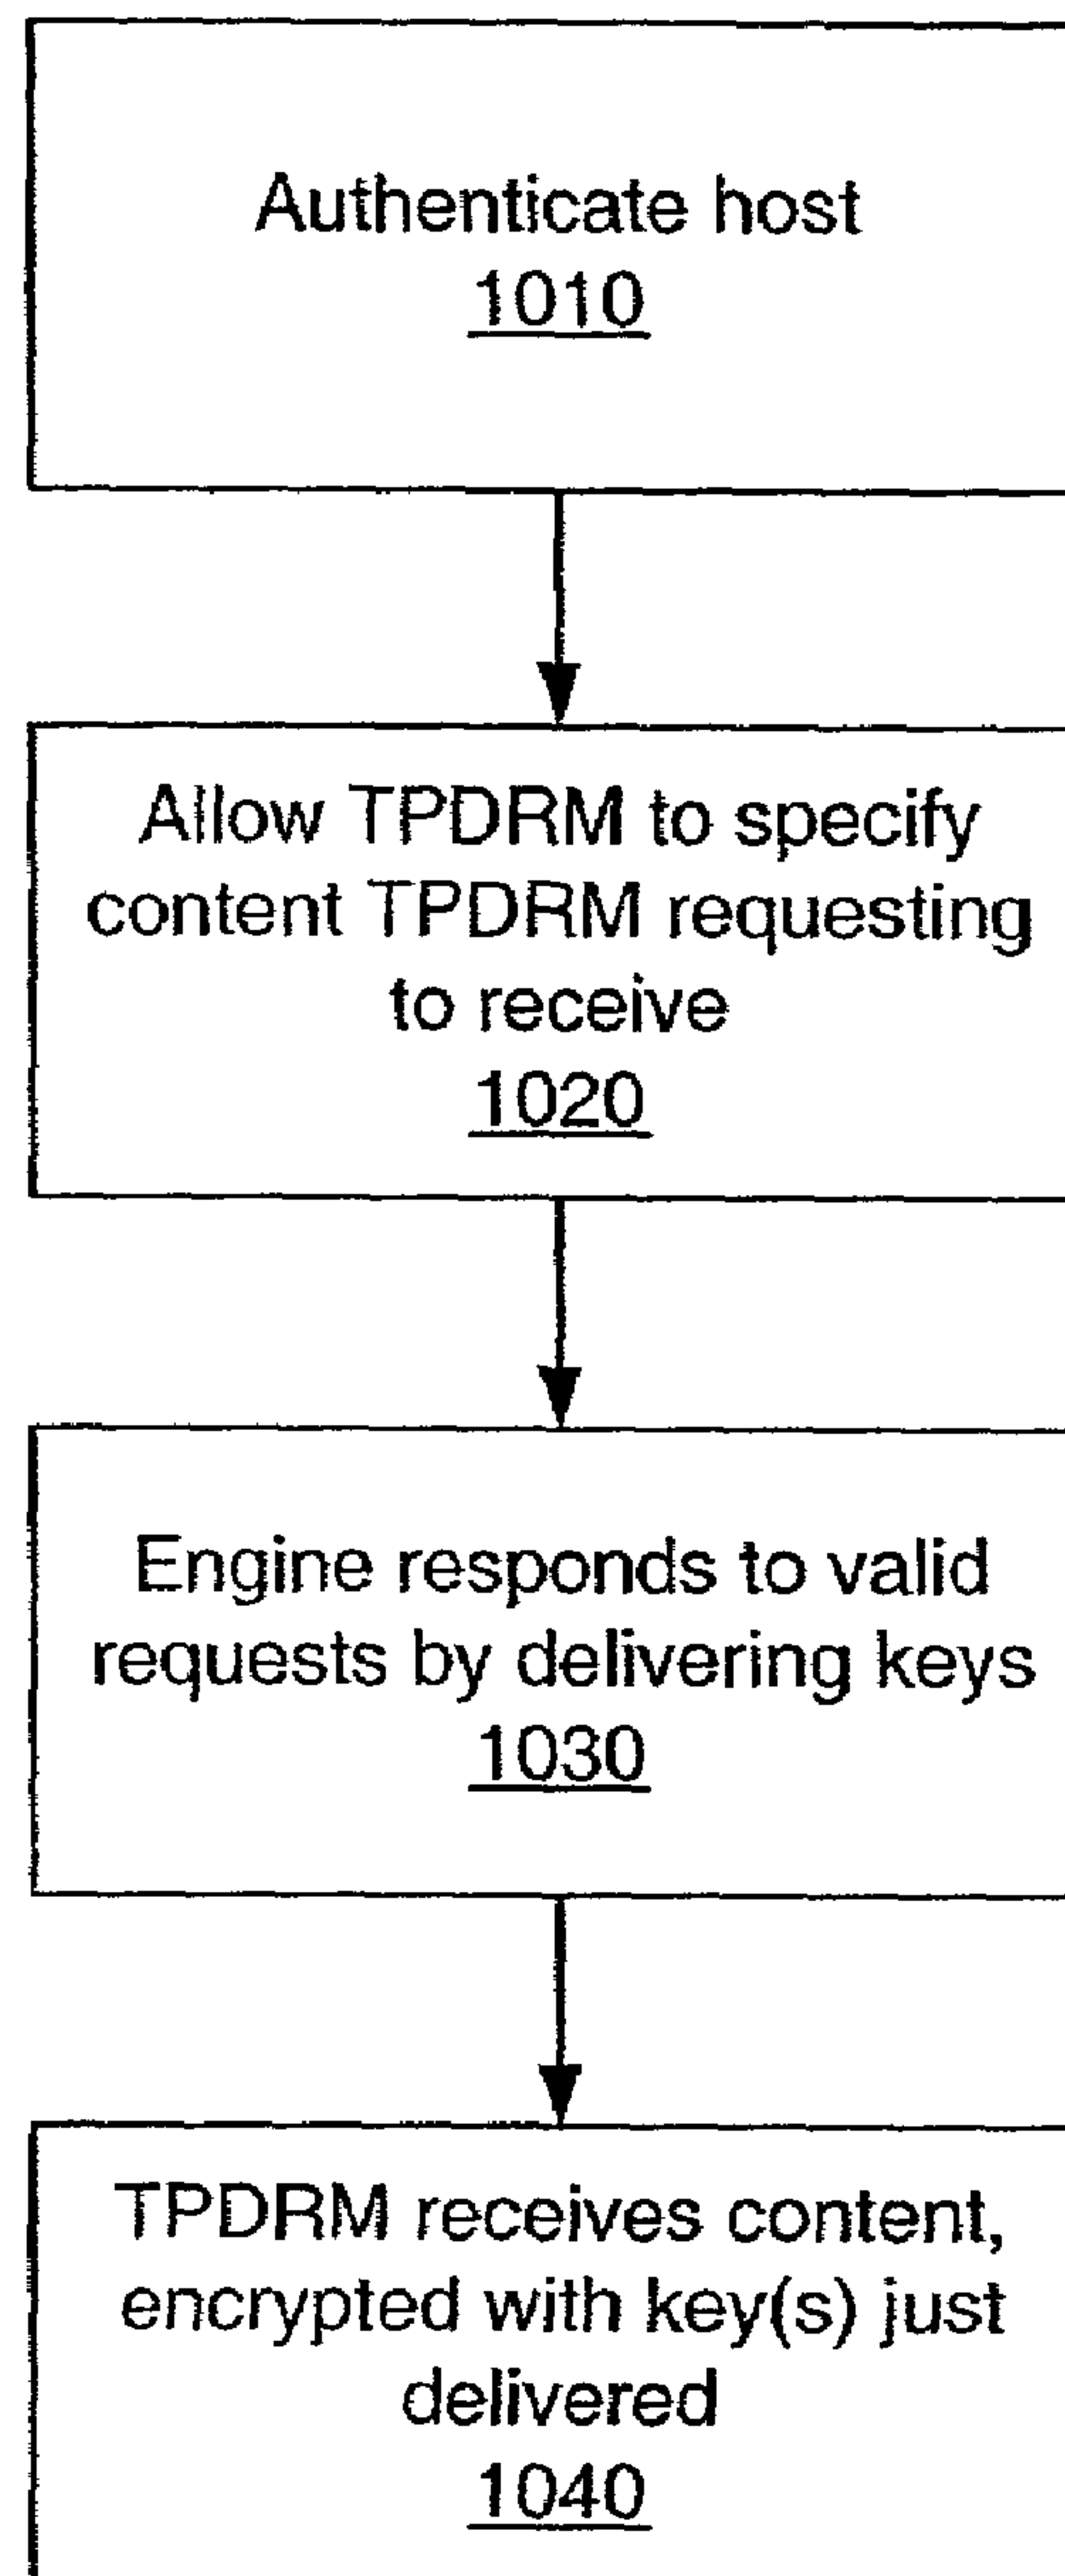 Authenticate host
1010
Allow TPDRM to specify
content TPDRM requesting
to receive
1020
Engine responds to valid
requests by delivering keys
1030
TPDRM receives content,
encrypted with key(s) just
delivered
1040